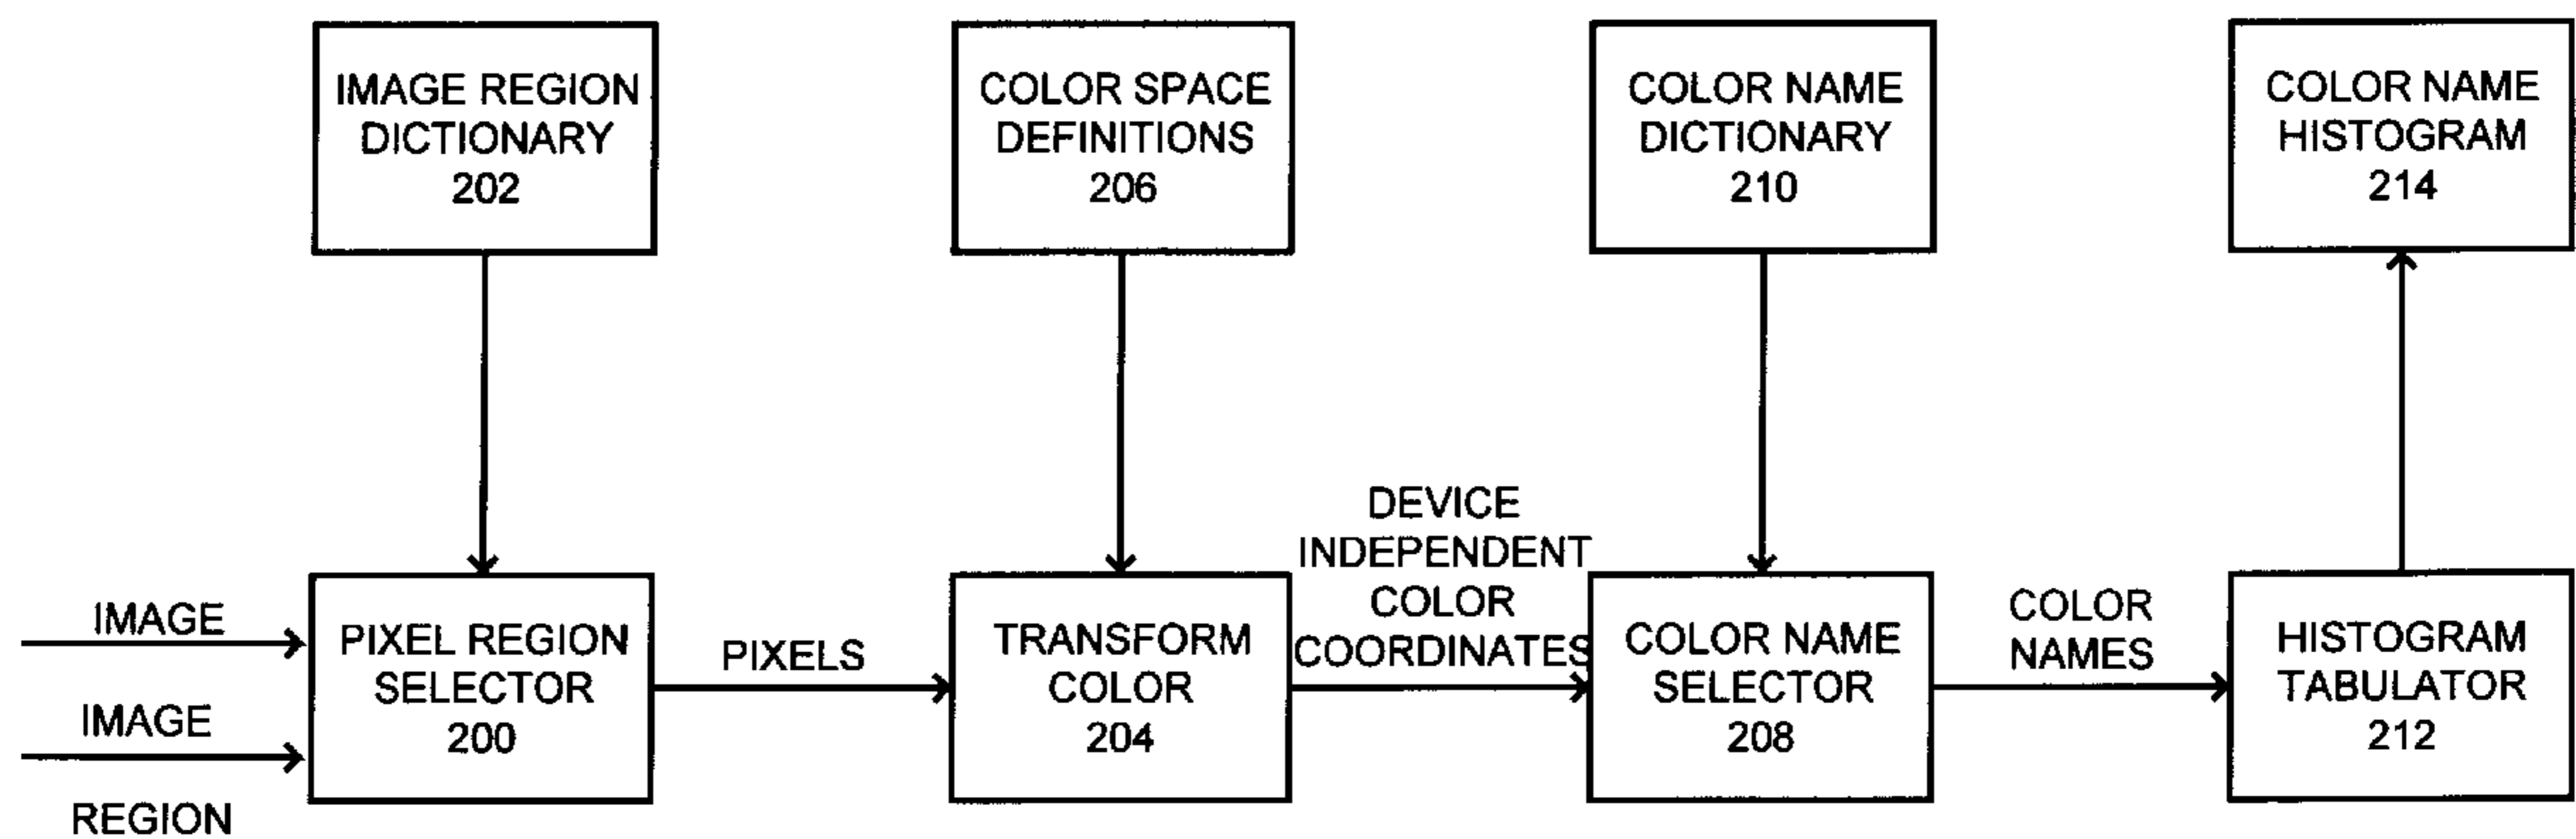 IMAGE REGION
DICTIONARY
202
COLOR SPACE
DEFINITIONS
206
COLOR NAME
DICTIONARY
210
COLOR NAME
HISTOGRAM
214
IMAGE
IMAGE
REGION
PIXEL REGION
SELECTOR
200
PIXELS
TRANSFORM
COLOR
204
DEVICE
INDEPENDENT
COLOR
COORDINATES
COLOR NAME
SELECTOR
208
COLOR
NAMES
HISTOGRAM
TABULATOR
212